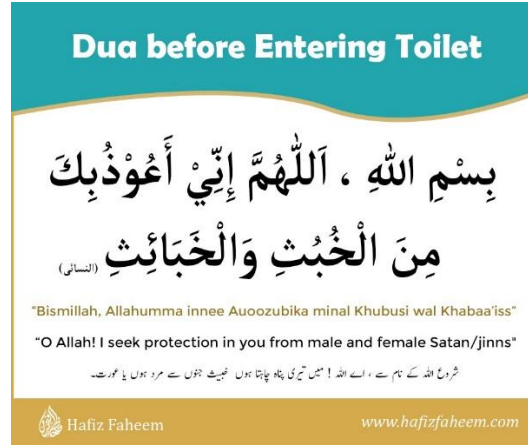 Dua before Entering Toilet
بِسْمِ اللهِ ، اَللّٰهُمَّ إِنِّيْ أَعُوْذُبِكَ
مِنَ الْخُبُثِ وَالْخَبَائِثِ (النسائی)
"Bismillah, Allahumma innee Auoozubika minal Khubusi wal Khabaa'iss"
"O Allah! I seek protection in you from male and female Satan/jinns"
شروع اللہ کے نام سے ، اے اللہ ! میں تیری پناہ چاہتا ہوں خبیث جنوں سے مرد ہوں یا عورت۔
Hafiz Faheem
www.hafizfaheem.com